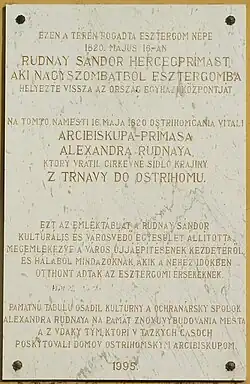 EZEN A TÉREN FOGADTA ESZTERGOM NÉPE
1820. MÁJUS 16-ÁN
RUDNAY SÁNDOR HERCEGPRÍMÁST,
AKI NAGYSZOMBATBÓL ESZTERGOMBA
HELYEZTE VISSZA AZ ORSZÁG EGYHÁZI KÖZPONTJÁT
NA TOMTO NÁMESTÍ 16. MÁJA 1820 OSTRIHOMČANIA VÍTALI
ARCIBISKUPA-PRIMASA
ALEXANDRA RUDNAYA,
KTORÝ VRÁTIL CIRKEVNÉ SÍDLO KRAJINY
Z TRNAVY DO OSTRIHOMU.
EZT AZ EMLÉKTÁBLÁT A RUDNAY SÁNDOR
KULTURÁLIS ÉS VÁROSVÉDŐ EGYESÜLET ÁLLÍTOTTA,
MEGEMLÉKEZVE A VÁROS ÚJJÁÉPÍTÉSÉNEK KEZDETÉRŐL
ÉS HÁLÁBÓL MINDAZOKNAK, AKIK A NEHÉZ IDŐKBEN
OTTHONT ADTAK AZ ESZTERGOMI ÉRSEKEKNEK.
PAMÄTNÚ TABUĽU OSADIL KULTÚRNY A OCHRANÁRSKY SPOLOK
ALEXANDRA RUDNAYA NA PAMÄŤ ZNOVUVYBUDOVANIA MESTA
A Z VĎAKY TÝM, KTORÍ V ŤAŽKÝCH ČASOCH
POSKYTOVALI DOMOV OSTRIHOMSKÝM ARCIBISKUPOM.
1995.